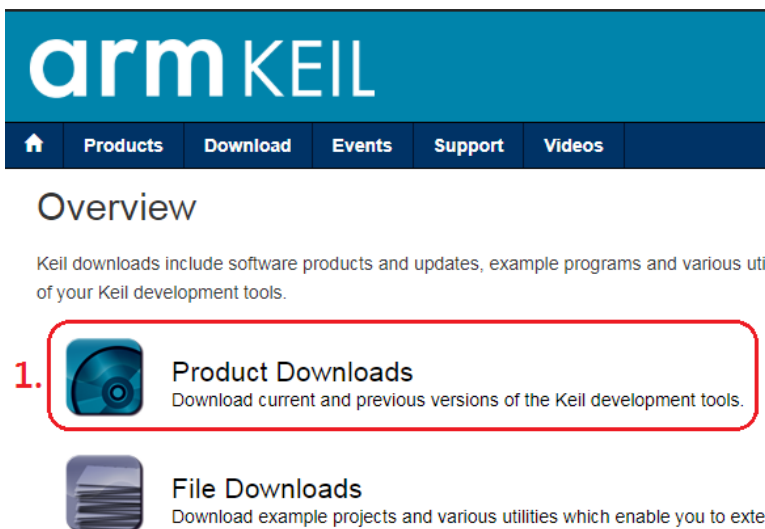 arm KEIL
Products Download Events Support Videos
Overview
Keil downloads include software products and updates, example programs and various uti
of your Keil development tools.
1.
Product Downloads
Download current and previous versions of the Keil development tools.
File Downloads
Download example projects and various utilities which enable you to exte